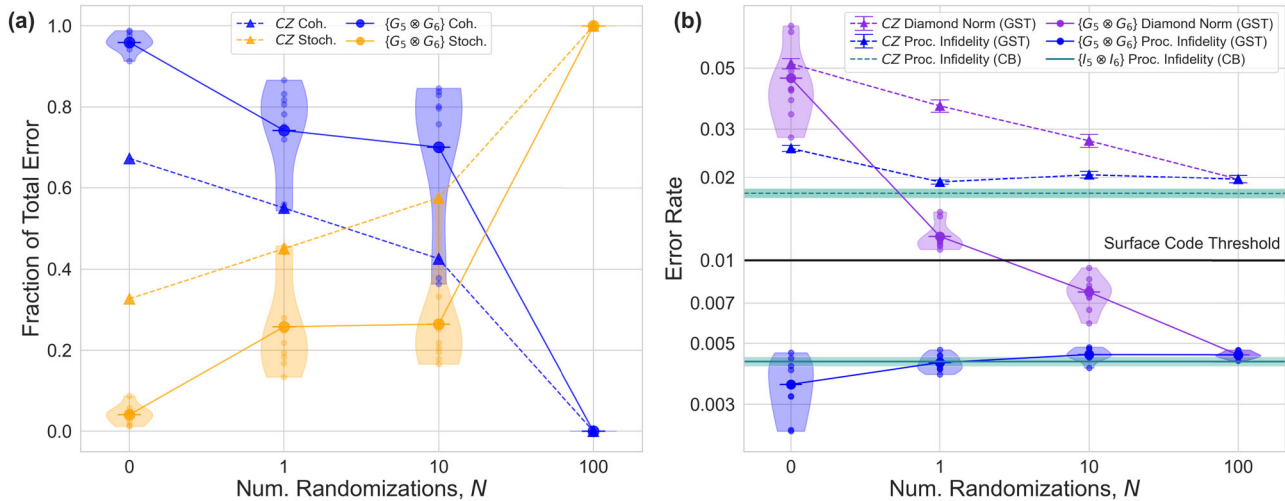 (a)
CZ Coh.
{G₅ ⊗ G₆} Coh.
CZ Stoch.
{G₅ ⊗ G₆} Stoch.
Fraction of Total Error
1.0
0.8
0.6
0.4
0.2
0.0
0
1
10
100
Num. Randomizations, N
(b)
CZ Diamond Norm (GST)
{G₅ ⊗ G₆} Diamond Norm (GST)
CZ Proc. Infidelity (GST)
{G₅ ⊗ G₆} Proc. Infidelity (GST)
CZ Proc. Infidelity (CB)
{I₅ ⊗ I₆} Proc. Infidelity (CB)
Error Rate
0.05
0.03
0.02
0.01
0.007
0.005
0.003
Surface Code Threshold
0
1
10
100
Num. Randomizations, N